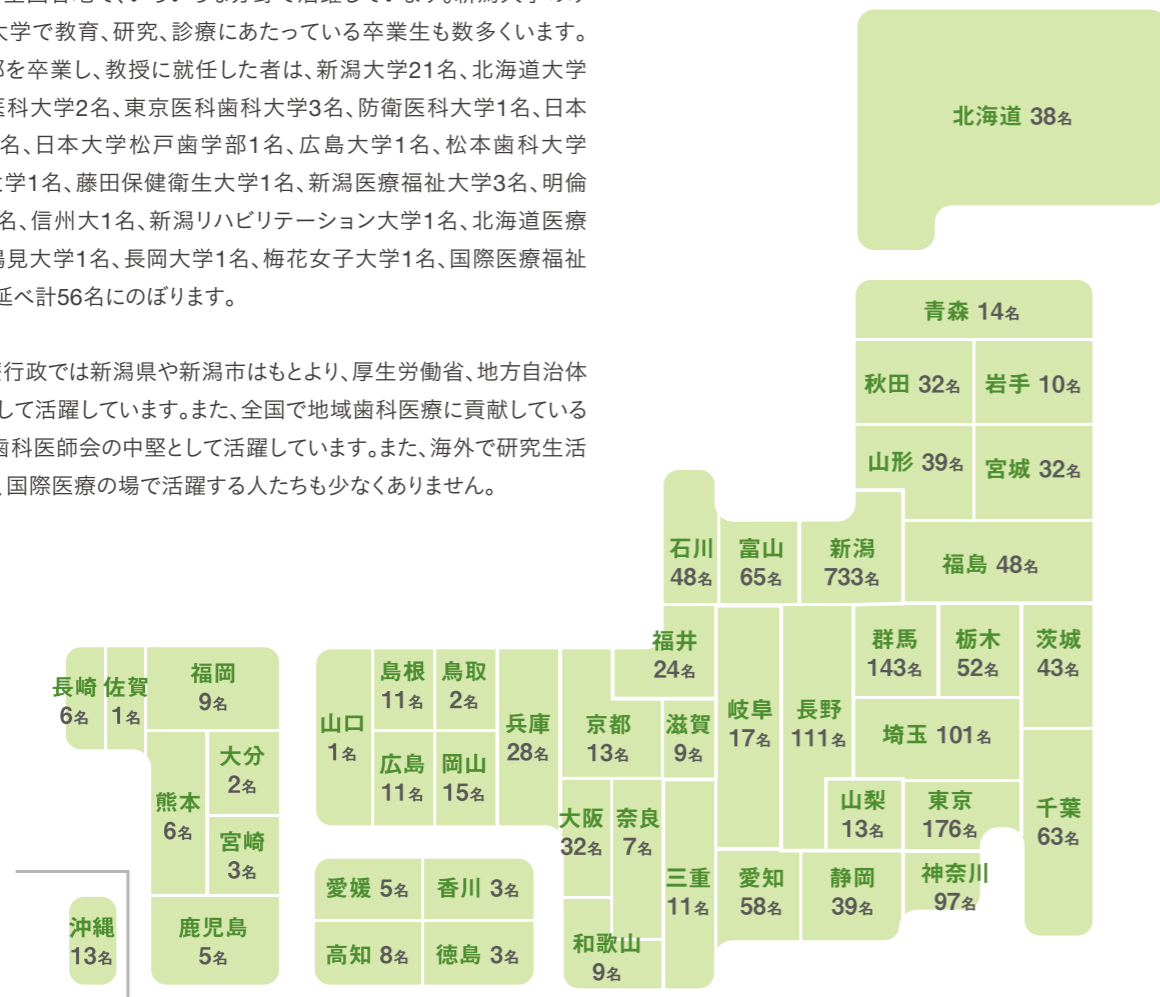 大学で教育、研究、診療にあたっている卒業生も数多くいます。
を卒業し、教授に就任した者は、新潟大学21名、北海道大学
医科大学2名、東京医科歯科大学3名、防衛医科大学1名、日本
名、日本大学松戸歯学部1名、広島大学1名、松本歯科大学
大学1名、藤田保健衛生大学1名、新潟医療福祉大学3名、明倫
名、信州大1名、新潟リハビリテーション大学1名、北海道医療
鶴見大学1名、長岡大学1名、梅花女子大学1名、国際医療福祉
延べ計56名にのぼります。
行政では新潟県や新潟市はもとより、厚生労働省、地方自治体
して活躍しています。また、全国で地域歯科医療に貢献している
歯科医師会の中堅として活躍しています。また、海外で研究生活
、国際医療の場で活躍する人たちも少なくありません。
北海道 38名
青森 14名
秋田 32名
岩手 10名
山形 39名
宮城 32名
石川
48名
富山
65名
新潟
733名
福島 48名
福井
24名
群馬
143名
栃木
52名
茨城
43名
岐阜
17名
長野
111名
埼玉 101名
山梨
13名
東京
176名
千葉
63名
神奈川
97名
愛知
58名
静岡
39名
三重
11名
滋賀
9名
京都
13名
大阪
32名
奈良
7名
和歌山
9名
兵庫
28名
鳥取
2名
島根
11名
岡山
15名
広島
11名
山口
1名
愛媛 5名
香川 3名
高知 8名
徳島 3名
福岡
9名
佐賀
1名
長崎
6名
大分
2名
熊本
6名
宮崎
3名
鹿児島
5名
沖縄
13名